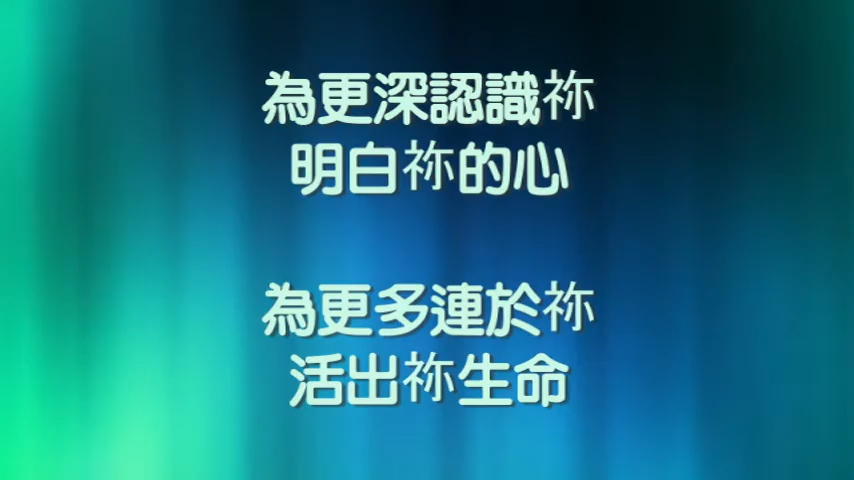 為更深認識祢
明白祢的心
為更多連於祢
活出祢生命